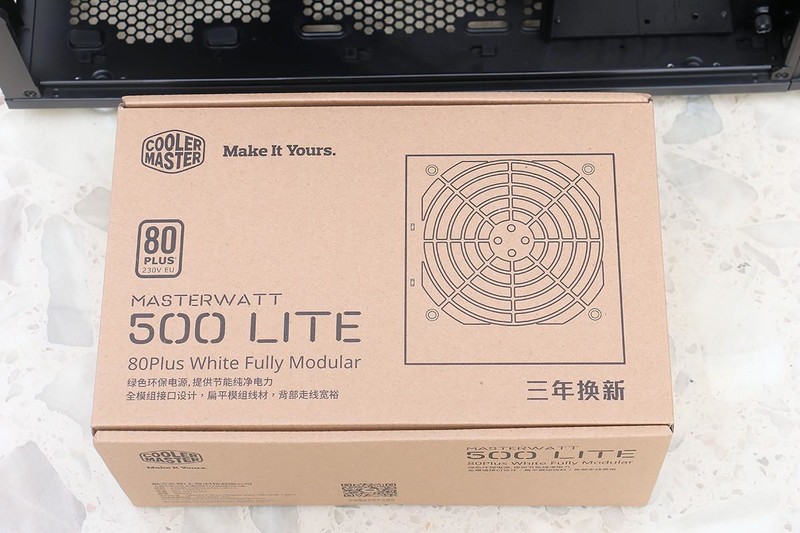 COOLER
MASTER
Make It Yours.
80
PLUS
230V EU
MASTERWATT
500 LITE
80Plus White Fully Modular
绿色环保电源, 提供节能纯净电力
全模组接口设计，扁平模组线材，背部走线宽裕
三年换新
COOLER
MASTER
Make It Yours.
MASTERWATT
500 LITE
80Plus White Fully Modular